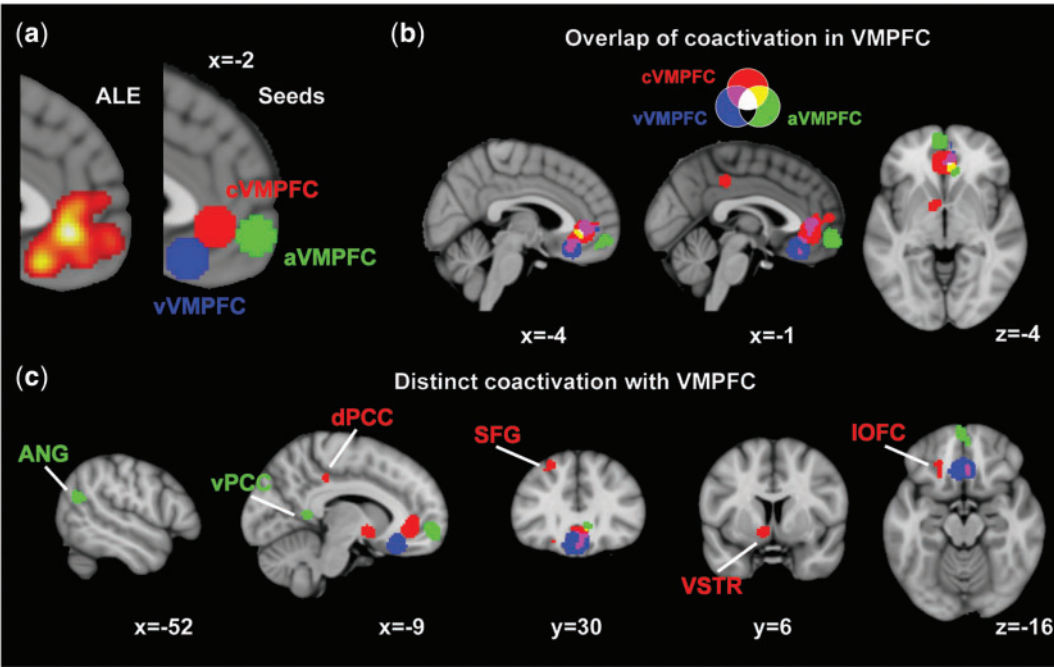 (a)
x=-2
ALE
Seeds
cVMPFC
aVMPFC
vVMPFC
(b)
Overlap of coactivation in VMPFC
cVMPFC
vVMPFC
aVMPFC
x=-4
x=-1
z=-4
(c)
Distinct coactivation with VMPFC
ANG
dPCC
vPCC
SFG
VSTR
lOFC
x=-52
x=-9
y=30
y=6
z=-16